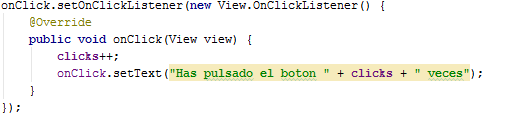 onClick.setOnClickListener(new View.OnClickListener() {
@Override
public void onClick(View view) {
clicks++;
onClick.setText("Has pulsado el boton " + clicks + " veces");
}
});